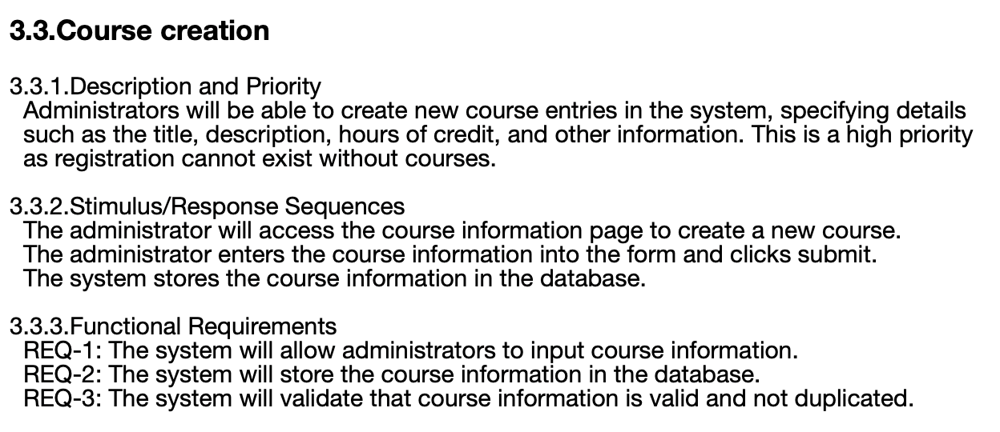 3.3.Course creation
3.3.1.Description and Priority
Administrators will be able to create new course entries in the system, specifying details
such as the title, description, hours of credit, and other information. This is a high priority
as registration cannot exist without courses.
3.3.2.Stimulus/Response Sequences
The administrator will access the course information page to create a new course.
The administrator enters the course information into the form and clicks submit.
The system stores the course information in the database.
3.3.3.Functional Requirements
REQ-1: The system will allow administrators to input course information.
REQ-2: The system will store the course information in the database.
REQ-3: The system will validate that course information is valid and not duplicated.